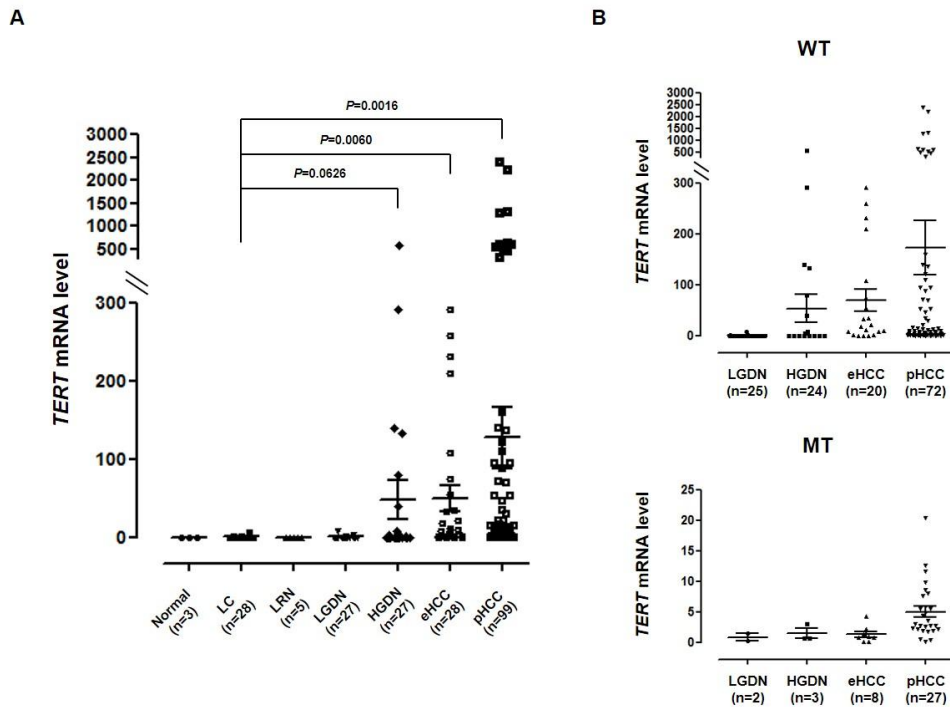 A
P=0.0016
P=0.0060
P=0.0626
3000
2500
2000
1500
1000
500
300
200
100
0
TERT mRNA level
Normal
(n=3)
LC
(n=28)
LRN
(n=5)
LGDN
(n=27)
HGDN
(n=27)
eHCC
(n=28)
pHCC
(n=99)
B
WT
3000
2500
2000
1500
1000
500
300
200
100
0
TERT mRNA level
LGDN HGDN eHCC pHCC
(n=25) (n=24) (n=20) (n=72)
MT
25
20
15
10
5
0
TERT mRNA level
LGDN HGDN eHCC pHCC
(n=2) (n=3) (n=8) (n=27)